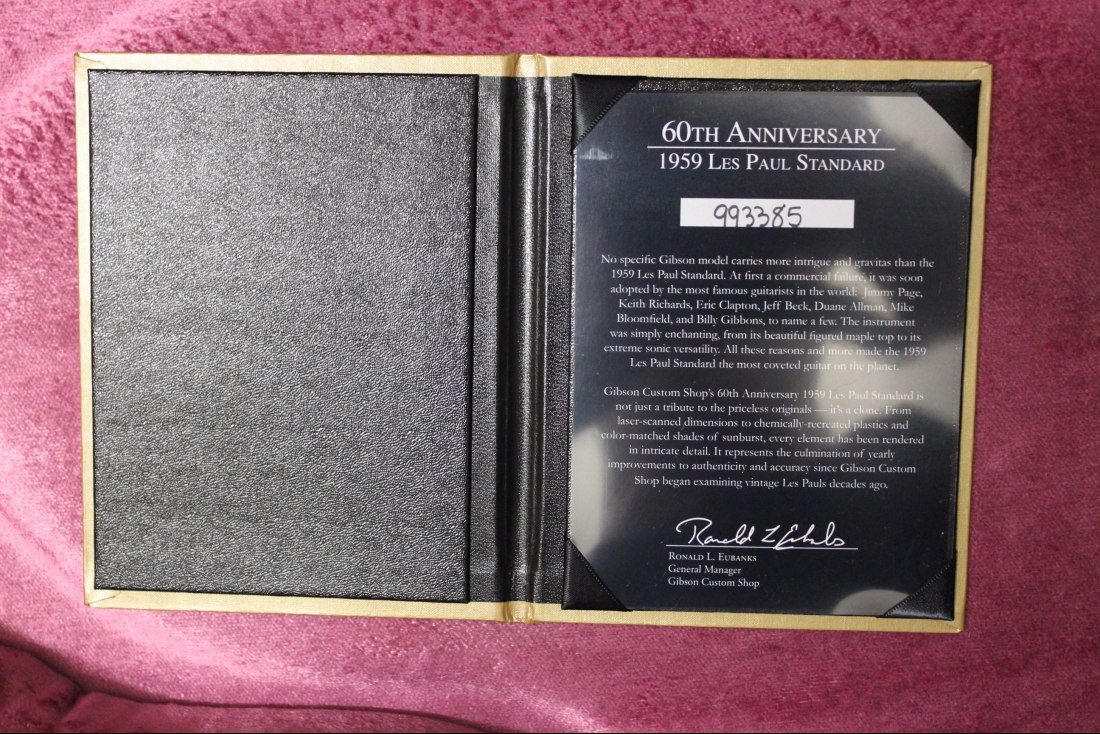 60TH ANNIVERSARY
1959 LES PAUL STANDARD
993385
No specific Gibson model carries more intrigue and gravitas than the
1959 Les Paul Standard. At first a commercial failure, it was soon
adopted by the most famous guitarists in the world: Jimmy Page,
Keith Richards, Eric Clapton, Jeff Beck, Duane Allman, Mike
Bloomfield, and Billy Gibbons, to name a few. The instrument
was simply enchanting, from its beautiful figured maple top to its
extreme sonic versatility. All these reasons and more made the 1959
Les Paul Standard the most coveted guitar on the planet.
Gibson Custom Shop's 60th Anniversary 1959 Les Paul Standard is
not just a tribute to the priceless originals — it's a clone. From
laser-scanned dimensions to chemically-recreated plastics and
color-matched shades of sunburst, every element has been rendered
in intricate detail. It represents the culmination of yearly
improvements to authenticity and accuracy since Gibson Custom
Shop began examining vintage Les Pauls decades ago.
Ronald L Eubanks
RONALD L. EUBANKS
General Manager
Gibson Custom Shop